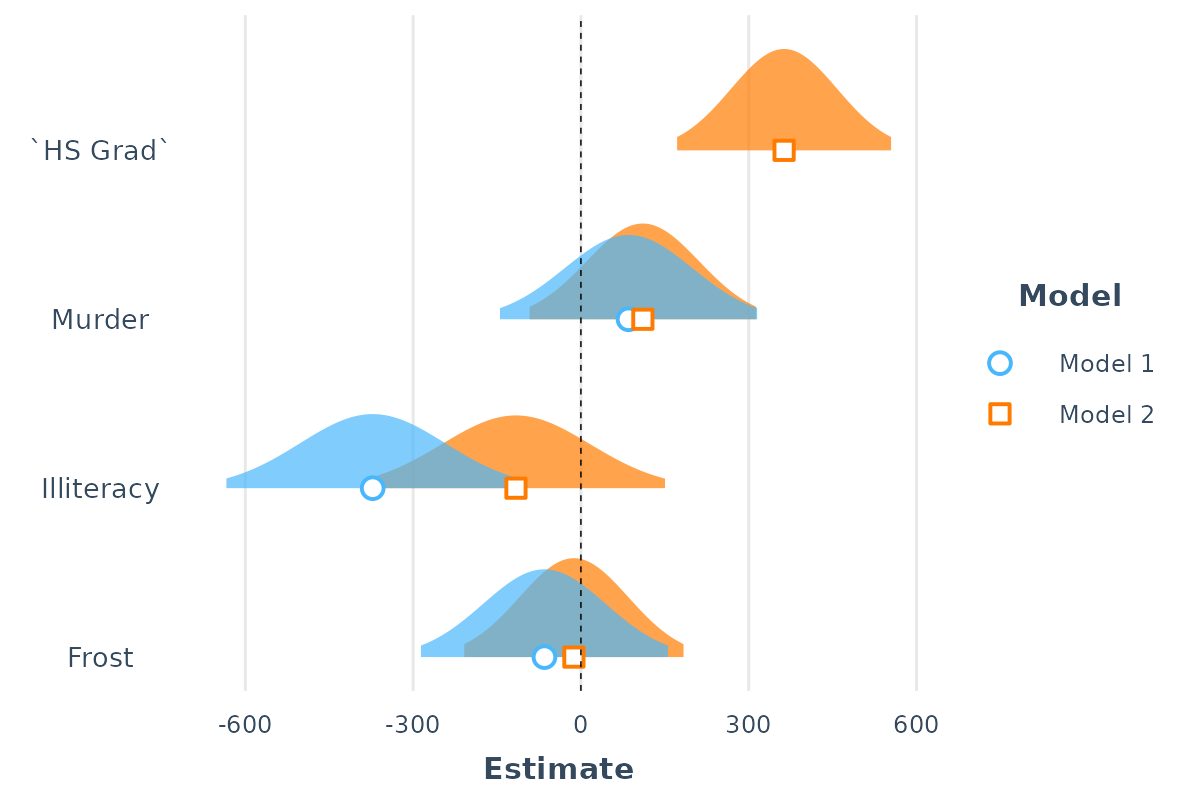 `HS Grad`
Murder
Illiteracy
Frost
-600
-300
0
300
600
Estimate
Model
Model 1
Model 2